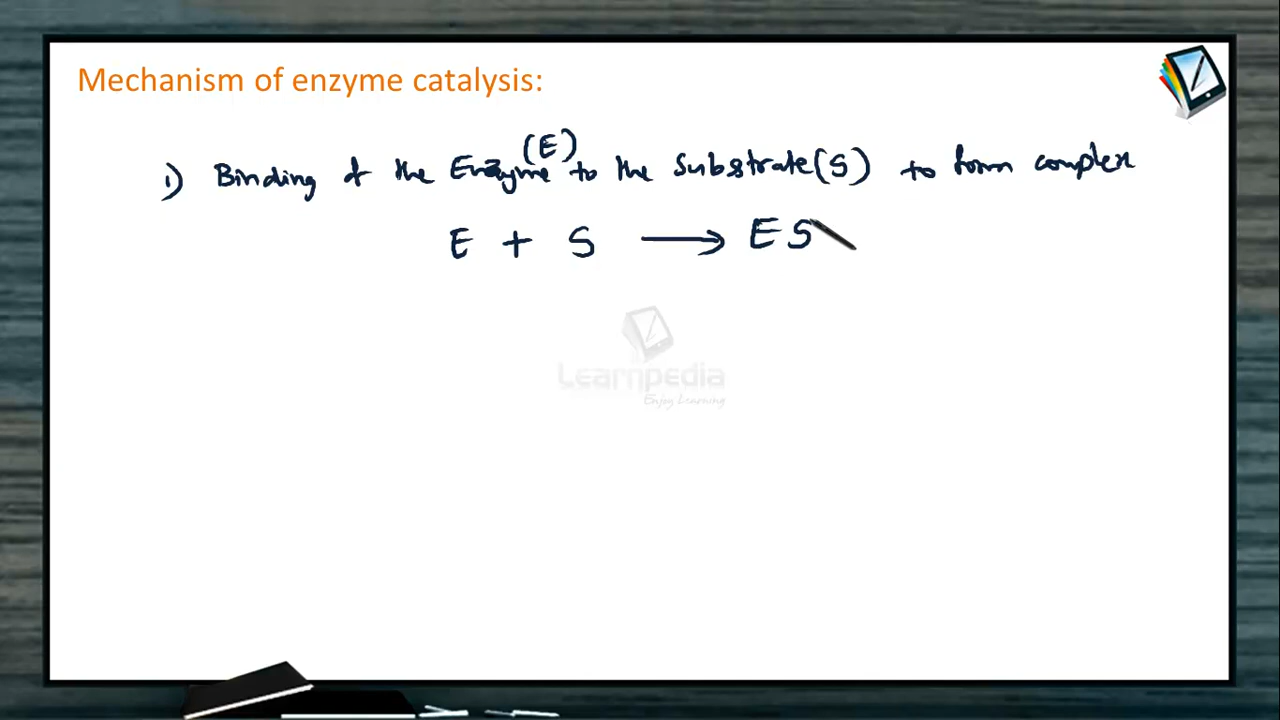 Mechanism of enzyme catalysis:
(E)
1) Binding of the Enzyme to the Substrate(S) to form complex
E + S → ES
Learnpedia
Enjoy Learning